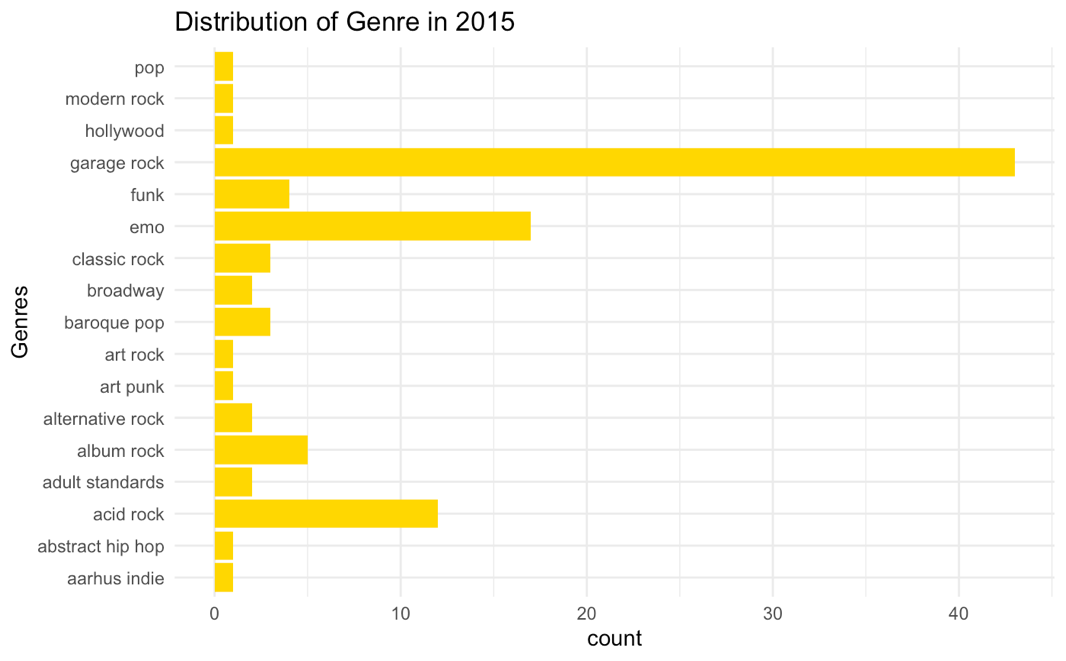 Distribution of Genre in 2015
Genres
pop
modern rock
hollywood
garage rock
funk
emo
classic rock
broadway
baroque pop
art rock
art punk
alternative rock
album rock
adult standards
acid rock
abstract hip hop
aarhus indie
0 10 20 30 40
count